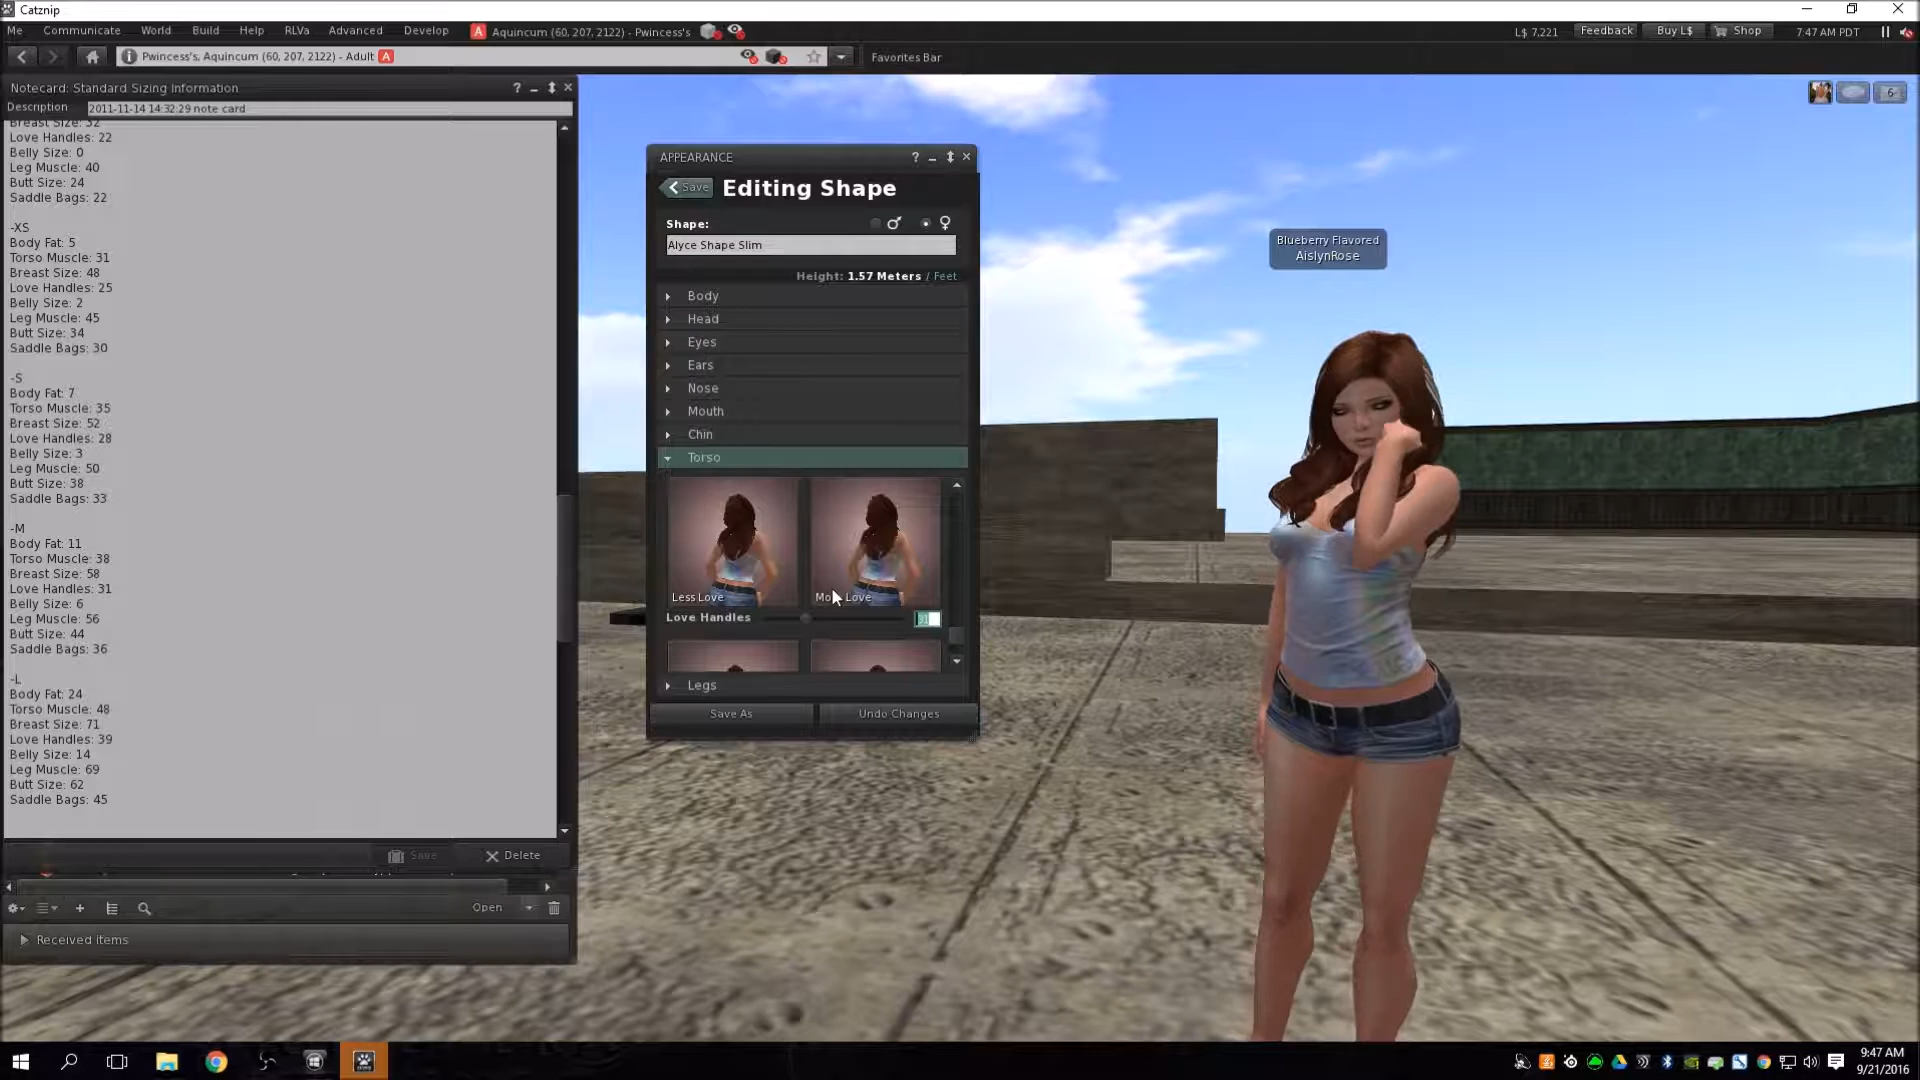 Catznip
Me Communicate World Build Help RLVa Advanced Develop
A Aquincum (60, 207, 2122) - Pwincess's
L$ 7,221 Feedback Buy L$ Shop 7:47 AM PDT
Pwincess's, Aquincum (60, 207, 2122) - Adult A
Favorites Bar
Notecard: Standard Sizing Information
Description 2011-11-14 14:32:29 note card
Breast Size: 32
Love Handles: 22
Belly Size: 0
Leg Muscle: 40
Butt Size: 24
Saddle Bags: 22
-XS
Body Fat: 5
Torso Muscle: 31
Breast Size: 48
Love Handles: 25
Belly Size: 2
Leg Muscle: 45
Butt Size: 34
Saddle Bags: 30
-S
Body Fat: 7
Torso Muscle: 35
Breast Size: 52
Love Handles: 28
Belly Size: 3
Leg Muscle: 50
Butt Size: 38
Saddle Bags: 33
-M
Body Fat: 11
Torso Muscle: 38
Breast Size: 58
Love Handles: 31
Belly Size: 6
Leg Muscle: 56
Butt Size: 44
Saddle Bags: 36
-L
Body Fat: 24
Torso Muscle: 48
Breast Size: 71
Love Handles: 39
Belly Size: 14
Leg Muscle: 69
Butt Size: 62
Saddle Bags: 45
Save Delete
Open
Received Items
APPEARANCE
Save Editing Shape
Shape:
Alyce Shape Slim
Height: 1.57 Meters / Feet
Body
Head
Eyes
Ears
Nose
Mouth
Chin
Torso
Less Love
Love
Love Handles 31
Legs
Save As Undo Changes
Blueberry Flavored
AislynRose
6
9:47 AM
9/21/2016